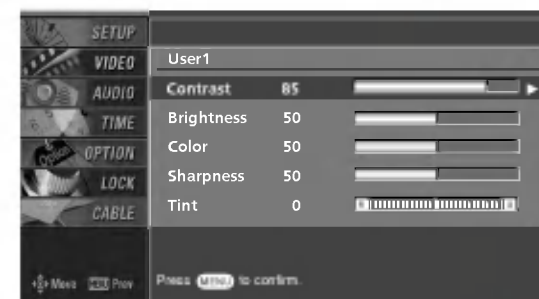 SETUP
VIDEO
AUDIO
TIME
OPTION
LOCK
CABLE
User1
Contrast 85
Brightness 50
Color 50
Sharpness 50
Tint 0
Move Prev
Press MENU to confirm.